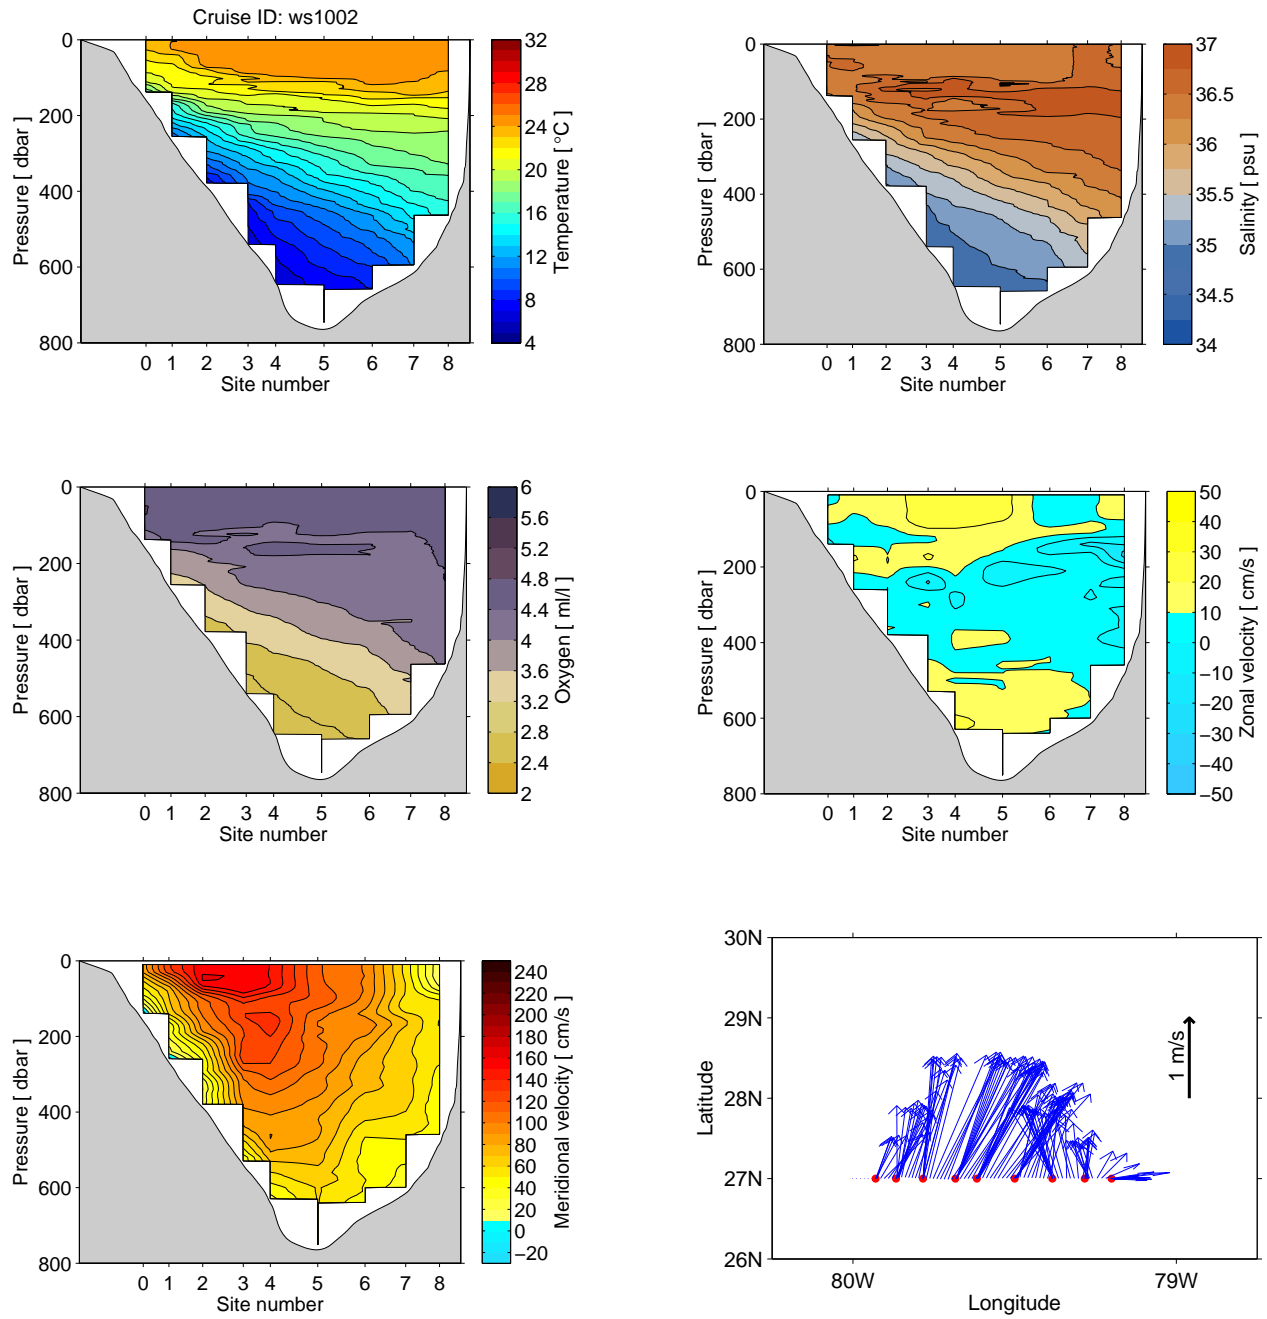 Cruise ID: ws1002
0
200
400
600
800
Pressure [ dbar]
0 1 2 3 4 5 6 7 8
Site number
32
28
24
20
16
12
8
4
Temperature [ °C]
0
200
400
600
800
Pressure [ dbar]
0 1 2 3 4 5 6 7 8
Site number
37
36.5
36
35.5
35
34.5
34
Salinity [ psu]
0
200
400
600
800
Pressure [ dbar]
0 1 2 3 4 5 6 7 8
Site number
6
5.6
5.2
4.8
4.4
4
3.6
3.2
2.8
2.4
2
Oxygen [ ml/l]
0
200
400
600
800
Pressure [ dbar]
0 1 2 3 4 5 6 7 8
Site number
50
40
30
20
10
0
−10
−20
−30
−40
−50
Zonal velocity [ cm/s]
0
200
400
600
800
Pressure [ dbar]
0 1 2 3 4 5 6 7 8
Site number
240
220
200
180
160
140
120
100
80
60
40
20
0
−20
Meridional velocity [ cm/s]
30N
29N
28N
27N
26N
Latitude
1 m/s
80W 79W
Longitude